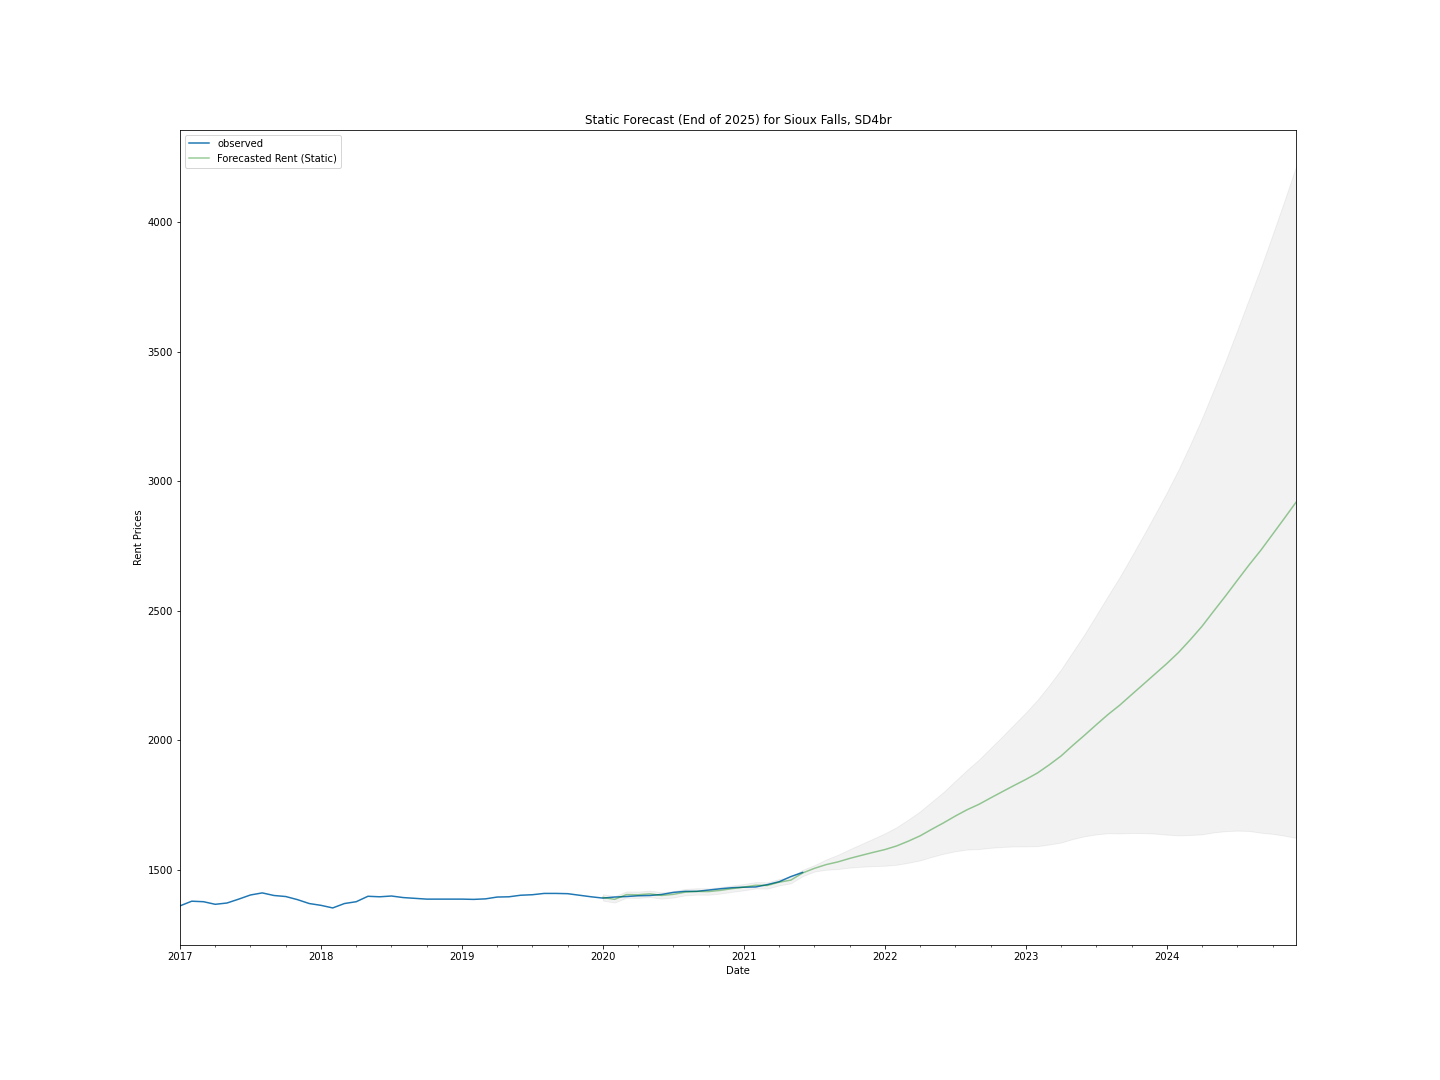 Static Forecast (End of 2025) for Sioux Falls, SD4br
observed
Forecasted Rent (Static)
4000
3500
3000
2500
2000
1500
Rent Prices
2017 2018 2019 2020 2021 2022 2023 2024
Date